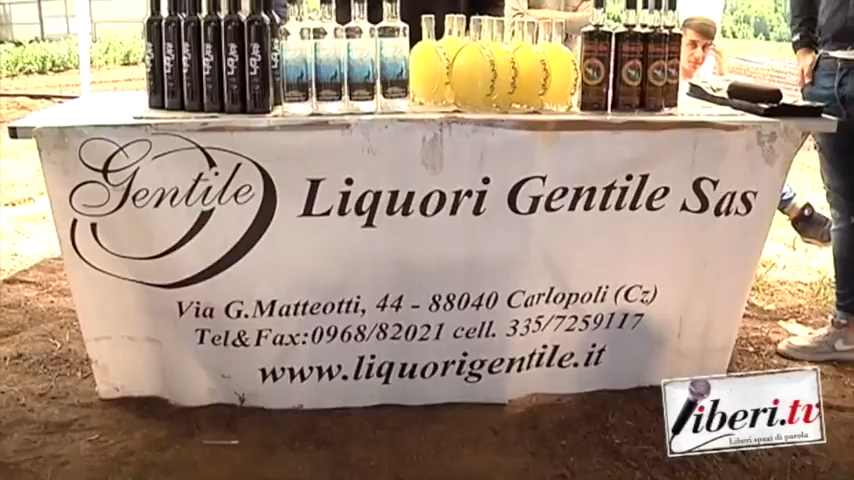 Gentile
Liquori Gentile Sas
Via G.Matteotti, 44 - 88040 Carlopoli (Cz)
Tel&Fax:0968/82021 cell. 335/7259117
www.liquorigentile.it
liberi.tv
Liberi spazi di parola